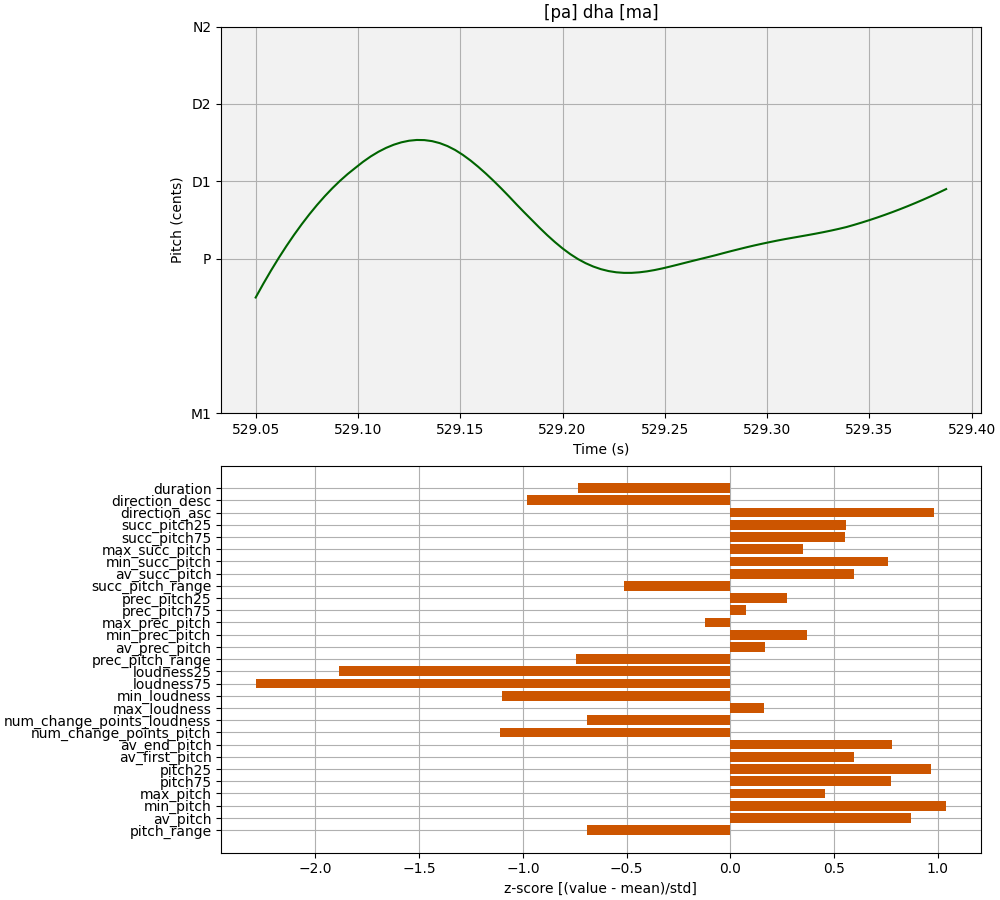 [pa] dha [ma]
N2
D2
D1
P
M1
Pitch (cents)
529.05 529.10 529.15 529.20 529.25 529.30 529.35 529.40
Time (s)
duration
direction_desc
direction_asc
succ_pitch25
succ_pitch75
max_succ_pitch
min_succ_pitch
av_succ_pitch
succ_pitch_range
prec_pitch25
prec_pitch75
max_prec_pitch
min_prec_pitch
av_prec_pitch
prec_pitch_range
loudness25
loudness75
min_loudness
max_loudness
num_change_points_loudness
num_change_points_pitch
av_end_pitch
av_first_pitch
pitch25
pitch75
max_pitch
min_pitch
av_pitch
pitch_range
−2.0 −1.5 −1.0 −0.5 0.0 0.5 1.0
z-score [(value - mean)/std]